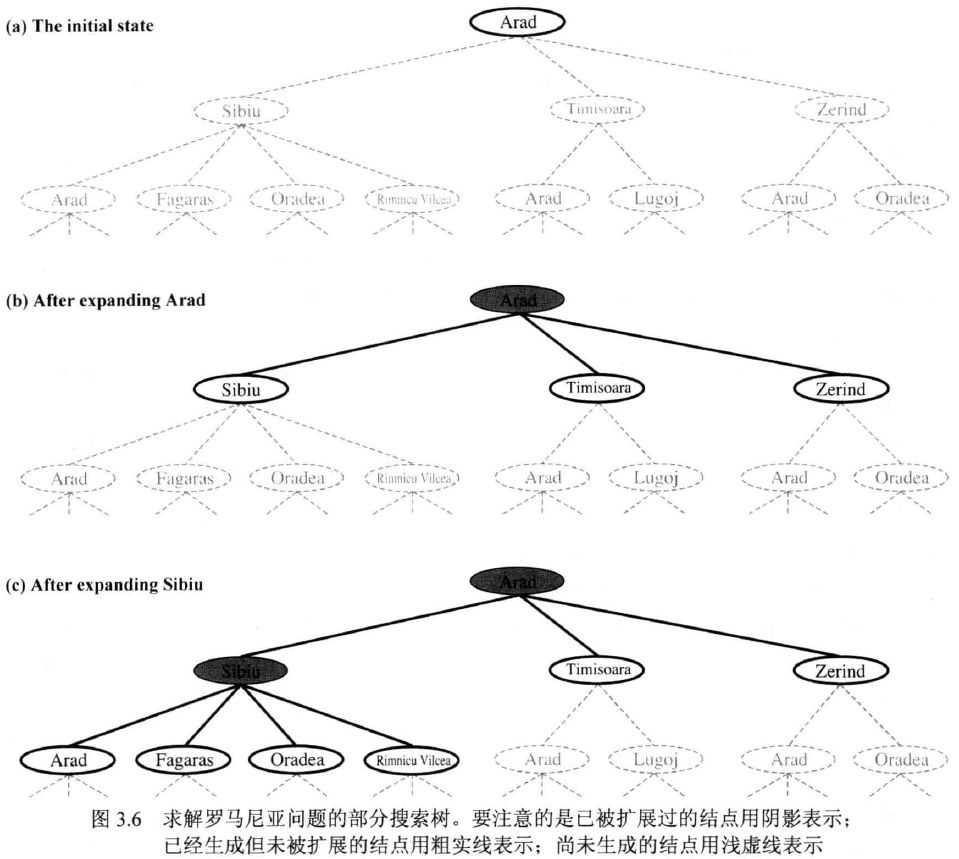 (a) The initial state
Arad
Sibiu
Timisoara
Zerind
Arad
Fagaras
Oradea
Rimnicu Vilcea
Arad
Lugoj
Arad
Oradea
(b) After expanding Arad
Arad
Sibiu
Timisoara
Zerind
Arad
Fagaras
Oradea
Rimnicu Vilcea
Arad
Lugoj
Arad
Oradea
(c) After expanding Sibiu
Arad
Sibiu
Timisoara
Zerind
Arad
Fagaras
Oradea
Rimnicu Vilcea
Arad
Lugoj
Arad
Oradea
图 3.6 求解罗马尼亚问题的部分搜索树。要注意的是已被扩展过的结点用阴影表示；
已经生成但未被扩展的结点用粗实线表示；尚未生成的结点用浅虚线表示